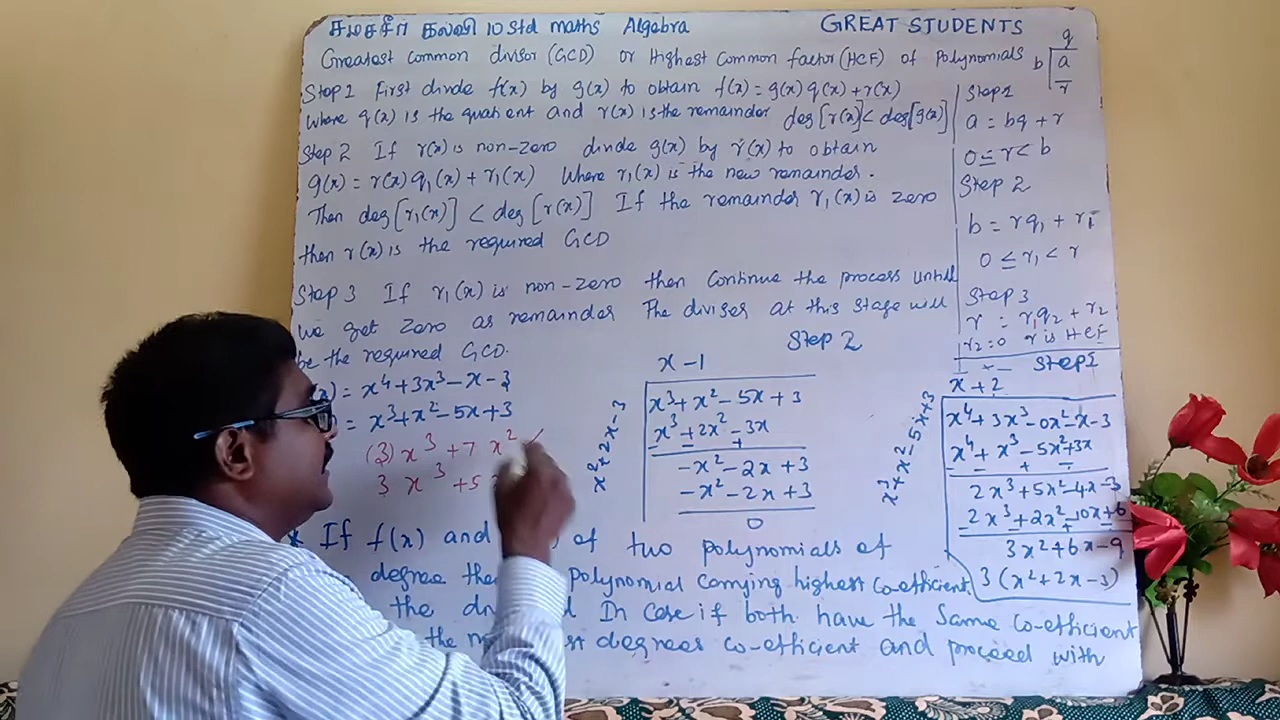 சமச்சீர் கல்வி 10 Std maths Algebra GREAT STUDENTS
Greatest Common divisor (GCD) or Highest Common factor (HCF) of Polynomials
Step 1 First divide f(x) by g(x) to obtain f(x) = g(x) q(x) + r(x)
Where q(x) is the quotient and r(x) is the remainder deg[r(x)] < deg[g(x)]
Step 2 If r(x) is non-zero divide g(x) by r(x) to obtain
g(x) = r(x) q₁(x) + r₁(x) Where r₁(x) is the new remainder.
Then deg[r₁(x)] < deg[r(x)] If the remainder r₁(x) is zero
then r(x) is the required GCD
Step 3 If r₁(x) is non-zero then Continue the process untill
we get Zero as remainder The divisor at this stage will
be the required GCD.
q
b a
r
Step 1
a = bq + r
0 ≤ r < b
Step 2
b = rq₁ + r₁
0 ≤ r₁ < r
Step 3
r = r₁q₂ + r₂
r₂ = 0 r is HCF
= x⁴ + 3x³ - x - 3
= x³ + x² - 5x + 3
(3) x³ + 7 x² ✓
3 x³ + 5
Step 2
x - 1
x² + 2x - 3
x³ + x² - 5x + 3
x³ + 2x² - 3x
- +
-x² - 2x + 3
-x² - 2x + 3
0
Step 1
x + 2
x³ + x² - 5x + 3
x⁴ + 3x³ - 0x² - x - 3
x⁴ + x³ - 5x² + 3x
- + -
2x³ + 5x² - 4x - 3
2x³ + 2x² - 10x + 6
- - + -
3x² + 6x - 9
3 (x² + 2x - 3)
* If f(x) and of two polynomials of
degree polynomial carrying highest co-efficient
the In case if both have the Same co-efficient
the degrees co-efficient and proceed with